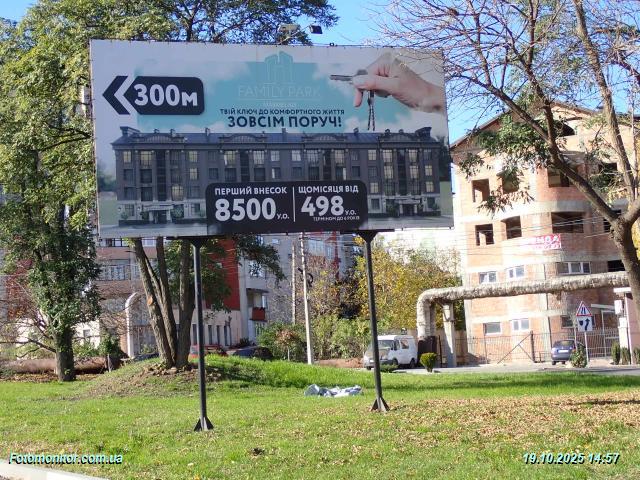 FAMILY PARK
300м
ТВІЙ КЛЮЧ ДО КОМФОРТНОГО ЖИТТЯ
ЗОВСІМ ПОРУЧ!
ПЕРШИЙ ВНЕСОК
8500 У.О.
ЩОМІСЯЦЯ ВІД
498 У.О.
ТЕРМІНОМ ДО 6 РОКІВ
Fotomonitor.com.ua
19.10.2025 14:57